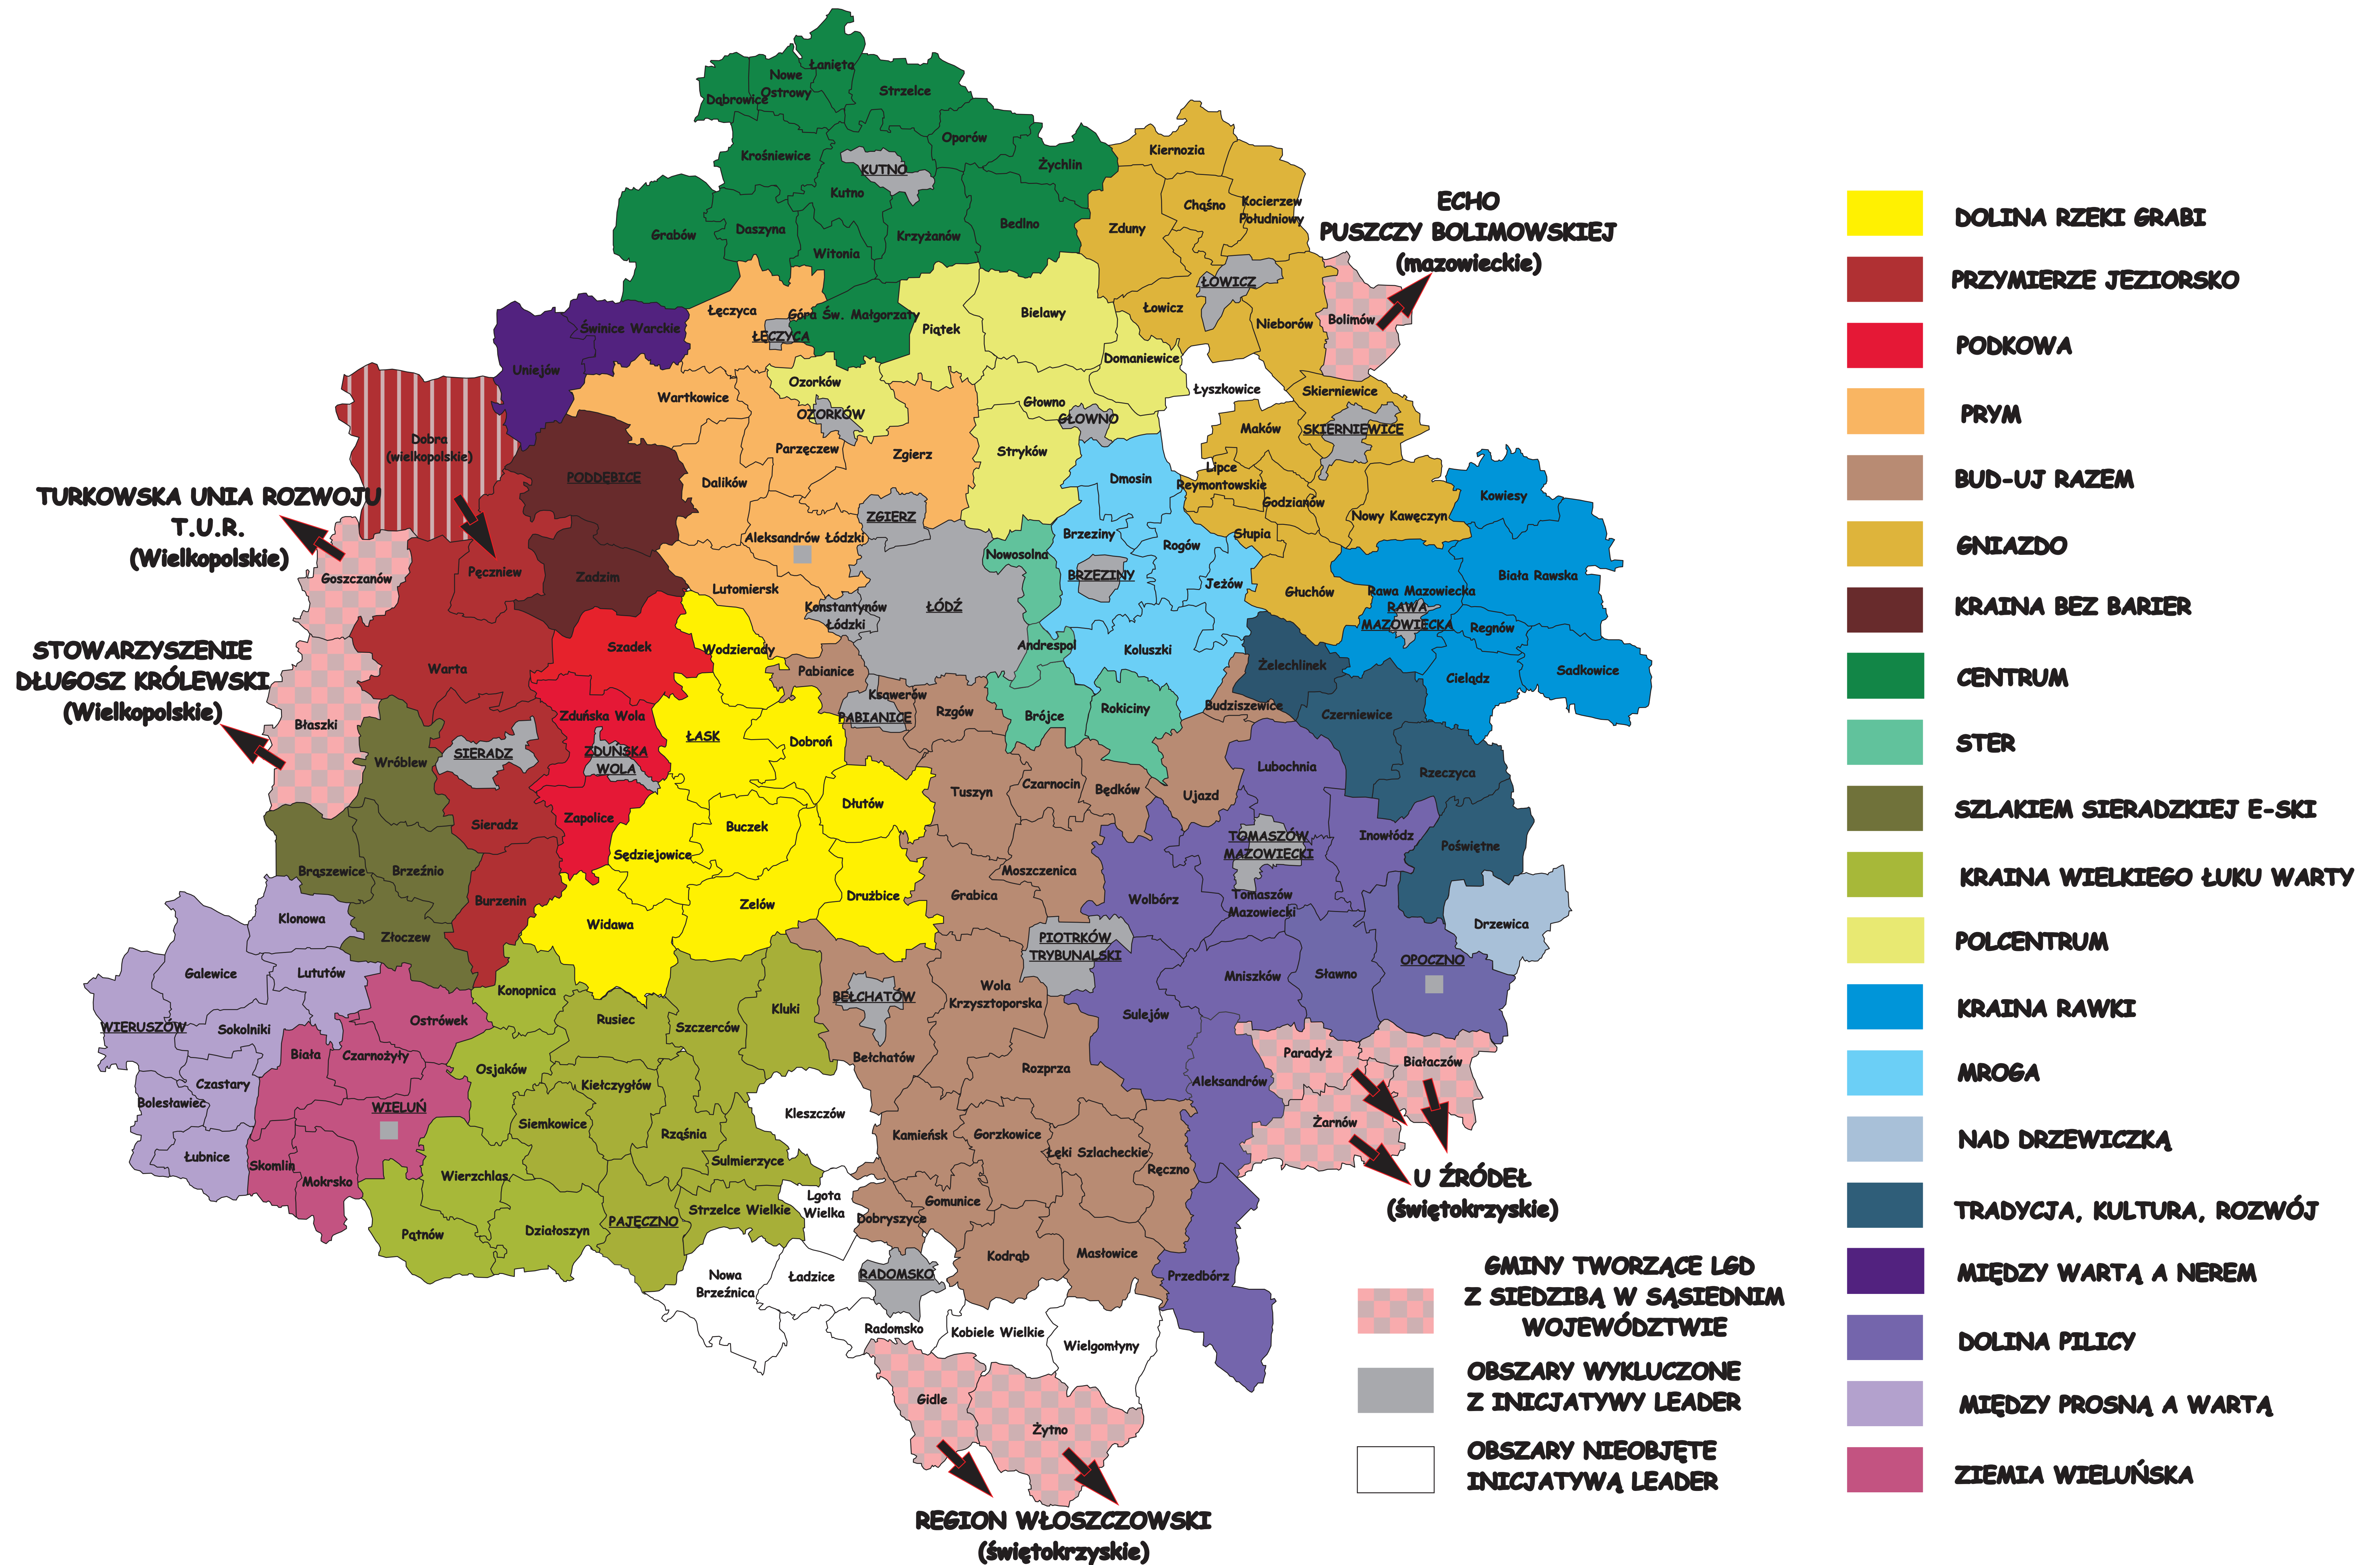 Łanięta
Nowe
Ostrowy
Dąbrowice
Strzelce
Oporów
Krośniewice
KUTNO
Kutno
Żychlin
Grabów
Daszyna
Witonia
Krzyżanów
Bedlno
Kiernozia
Chąśno
Kocierzew
Południowy
Zduny
ŁOWICZ
Łowicz
Nieborów
Bolimów
ECHO
PUSZCZY BOLIMOWSKIEJ
(mazowieckie)
Łęczyca
ŁĘCZYCA
Góra Św. Małgorzaty
Piątek
Bielawy
Domaniewice
Świnice Warckie
Uniejów
Wartkowice
Ozorków
OZORKÓW
Głowno
GŁOWNO
Łyszkowice
Skierniewice
SKIERNIEWICE
Maków
Dobra
(wielkopolskie)
PODDĘBICE
Dalików
Parzęczew
Zgierz
Stryków
Dmosin
Lipce
Reymontowskie
Godzianów
Nowy Kawęczyn
Kowiesy
TURKOWSKA UNIA ROZWOJU
T.U.R.
(Wielkopolskie)
Goszczanów
Pęczniew
Zadzim
Aleksandrów Łódzki
ZGIERZ
Nowosolna
Brzeziny
BRZEZINY
Rogów
Słupia
Jeżów
Głuchów
Rawa Mazowiecka
RAWA
MAZOWIECKA
Biała Rawska
Regnów
Sadkowice
Cielądz
Lutomiersk
Konstantynów
Łódzki
ŁÓDŹ
Andrespol
Koluszki
Żelechlinek
STOWARZYSZENIE
DŁUGOSZ KRÓLEWSKI
(Wielkopolskie)
Błaszki
Warta
Szadek
Wodzierady
Pabianice
Ksawerów
PABIANICE
Rzgów
Brójce
Rokiciny
Budziszewice
Czerniewice
Wróblew
SIERADZ
Sieradz
Zduńska Wola
ZDUŃSKA
WOLA
Zapolice
ŁASK
Dobroń
Dłutów
Tuszyn
Czarnocin
Będków
Ujazd
Lubochnia
Rzeczyca
Inowłódz
Poświętne
TOMASZÓW
MAZOWIECKI
Tomaszów
Mazowiecki
Brąszewice
Brzeźnio
Burzenin
Złoczew
Sędziejowice
Buczek
Widawa
Zelów
Drużbice
Grabica
Moszczenica
Wolbórz
PIOTRKÓW
TRYBUNALSKI
Drzewica
OPOCZNO
Sławno
Mniszków
Sulejów
Klonowa
Galewice
Lututów
WIERUSZÓW
Sokolniki
Czastary
Bolesławiec
Łubnice
Ostrówek
Biała
Czarnożyły
WIELUŃ
Skomlin
Mokrsko
Konopnica
Rusiec
Szczerców
Kluki
BEŁCHATÓW
Bełchatów
Wola
Krzysztoporska
Rozprza
Osjaków
Kiełczygłów
Siemkowice
Rząśnia
Sulmierzyce
Kleszczów
Kamieńsk
Gorzkowice
Łęki Szlacheckie
Ręczno
Aleksandrów
Paradyż
Białaczów
Żarnów
U ŹRÓDEŁ
(świętokrzyskie)
Wierzchlas
Pątnów
Działoszyn
PAJĘCZNO
Strzelce Wielkie
Lgota
Wielka
Dobryszyce
Gomunice
Kodrąb
Masłowice
Przedbórz
Nowa
Brzeźnica
Ładzice
RADOMSKO
Radomsko
Kobiele Wielkie
Wielgomłyny
Gidle
Żytno
REGION WŁOSZCZOWSKI
(świętokrzyskie)
GMINY TWORZĄCE LGD
Z SIEDZIBĄ W SĄSIEDNIM
WOJEWÓDZTWIE
OBSZARY WYKLUCZONE
Z INICJATYWY LEADER
OBSZARY NIEOBJĘTE
INICJATYWĄ LEADER
DOLINA RZEKI GRABI
PRZYMIERZE JEZIORSKO
PODKOWA
PRYM
BUD-UJ RAZEM
GNIAZDO
KRAINA BEZ BARIER
CENTRUM
STER
SZLAKIEM SIERADZKIEJ E-SKI
KRAINA WIELKIEGO ŁUKU WARTY
POLCENTRUM
KRAINA RAWKI
MROGA
NAD DRZEWICZKĄ
TRADYCJA, KULTURA, ROZWÓJ
MIĘDZY WARTĄ A NEREM
DOLINA PILICY
MIĘDZY PROSNĄ A WARTĄ
ZIEMIA WIELUŃSKA